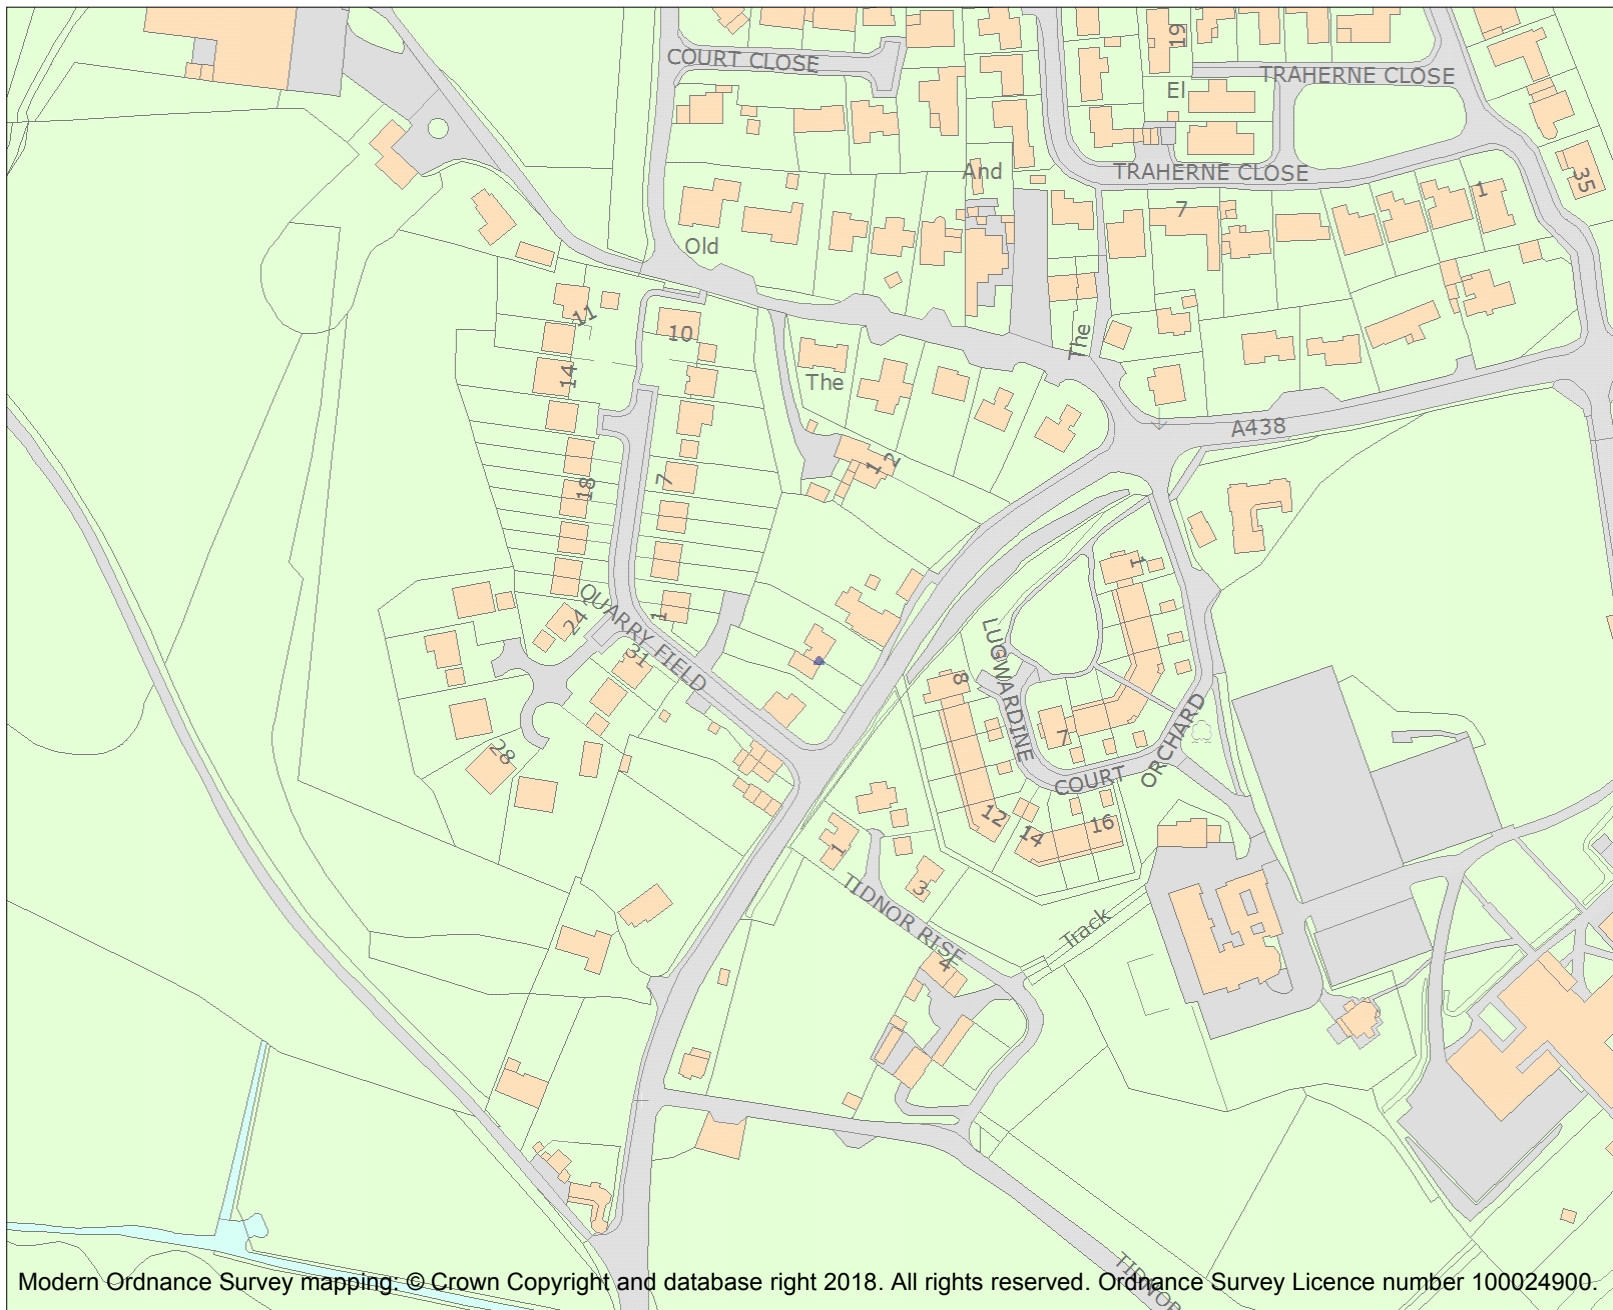 COURT CLOSE
19
TRAHERNE CLOSE
El
And
TRAHERNE CLOSE
35
7
1
Old
11
10
The
14
The
A438
1 2
18
7
1
QUARRY FIELD
1
24
31
LUGWARDINE
8
7
ORCHARD
28
COURT
12
14
16
1
3
TIDNOR RISE
Track
4
TIDNOR
Modern Ordnance Survey mapping: © Crown Copyright and database right 2018. All rights reserved. Ordnance Survey Licence number 100024900.